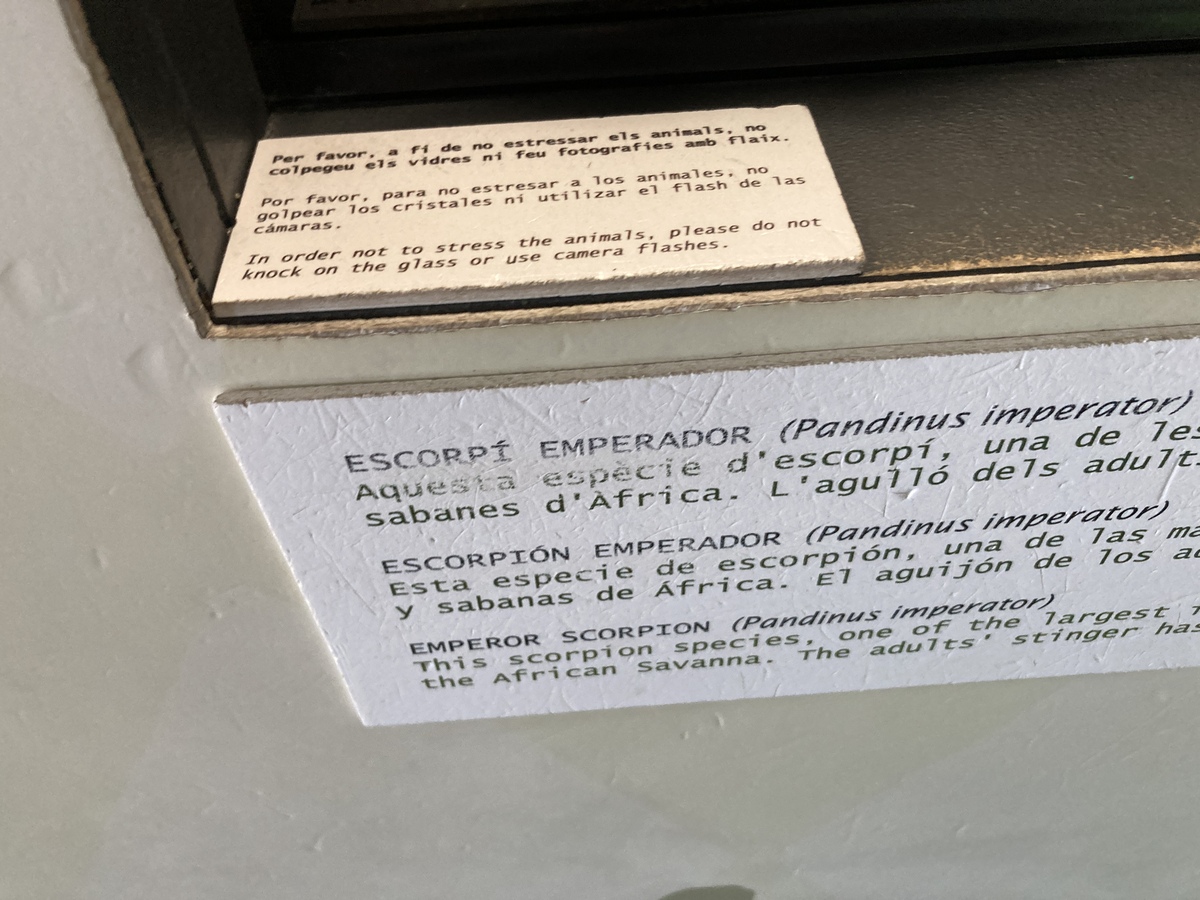 Per favor, a fi de no estressar els animals, no
colpegeu els vidres ni feu fotografies amb flaix.
Por favor, para no estresar a los animales, no
golpear los cristales ni utilizar el flash de las
cámaras.
In order not to stress the animals, please do not
knock on the glass or use camera flashes.
ESCORPÍ EMPERADOR (Pandinus imperator)
Aquesta espècie d'escorpí, una de les
sabanes d'Àfrica. L'agulló dels adults
ESCORPIÓN EMPERADOR (Pandinus imperator)
Esta especie de escorpión, una de las
y sabanas de África. El aguijón de los
EMPEROR SCORPION (Pandinus imperator)
This scorpion species, one of the largest
the African Savanna. The adults' stinger has